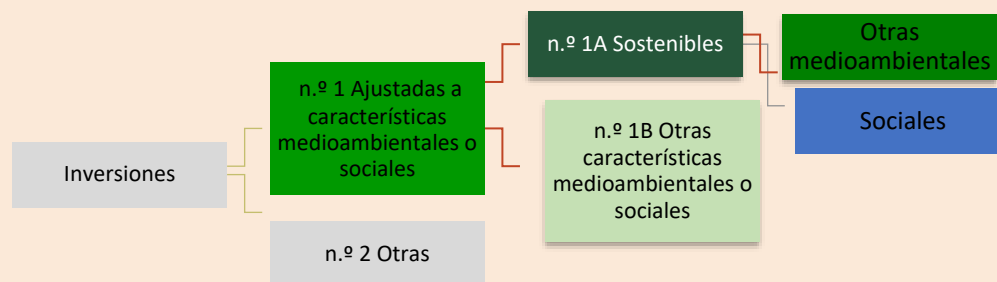 Inversiones
n.º 1 Ajustadas a
características
medioambientales o
sociales
n.º 2 Otras
n.º 1A Sostenibles
n.º 1B Otras
características
medioambientales o
sociales
Otras
medioambientales
Sociales